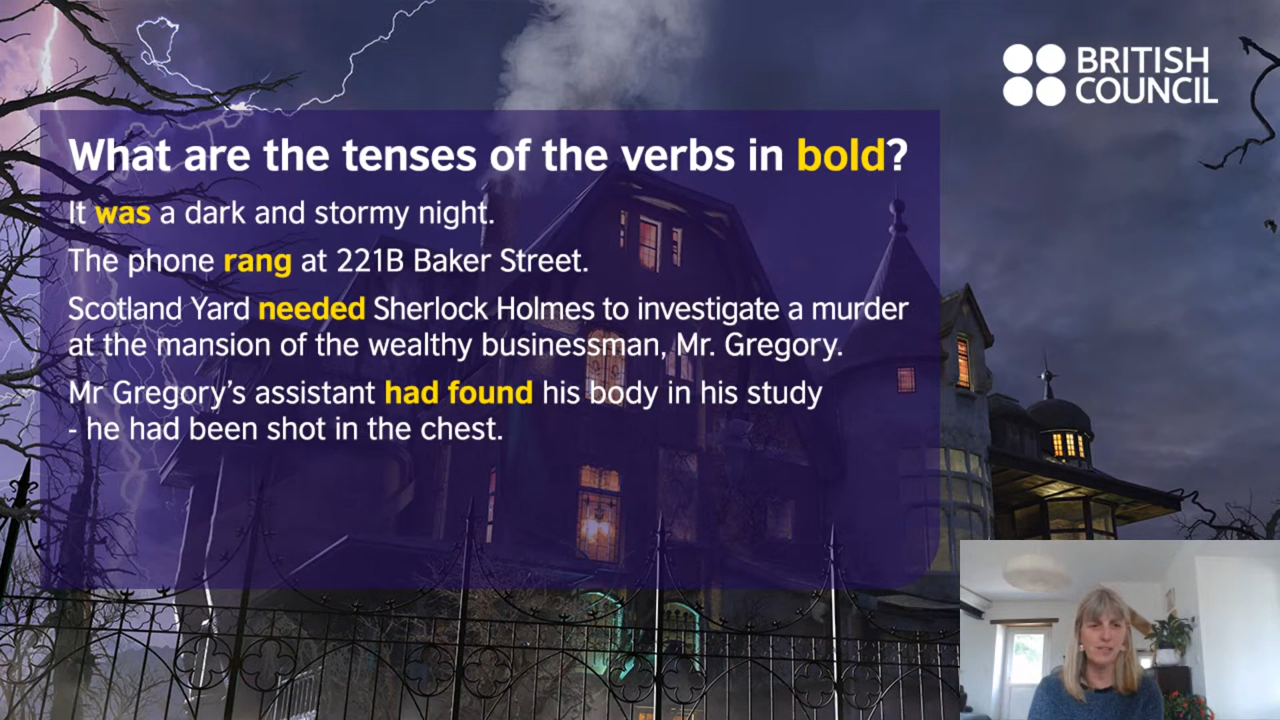 BRITISH
COUNCIL
What are the tenses of the verbs in bold?
It was a dark and stormy night.
The phone rang at 221B Baker Street.
Scotland Yard needed Sherlock Holmes to investigate a murder
at the mansion of the wealthy businessman, Mr. Gregory.
Mr Gregory’s assistant had found his body in his study
- he had been shot in the chest.